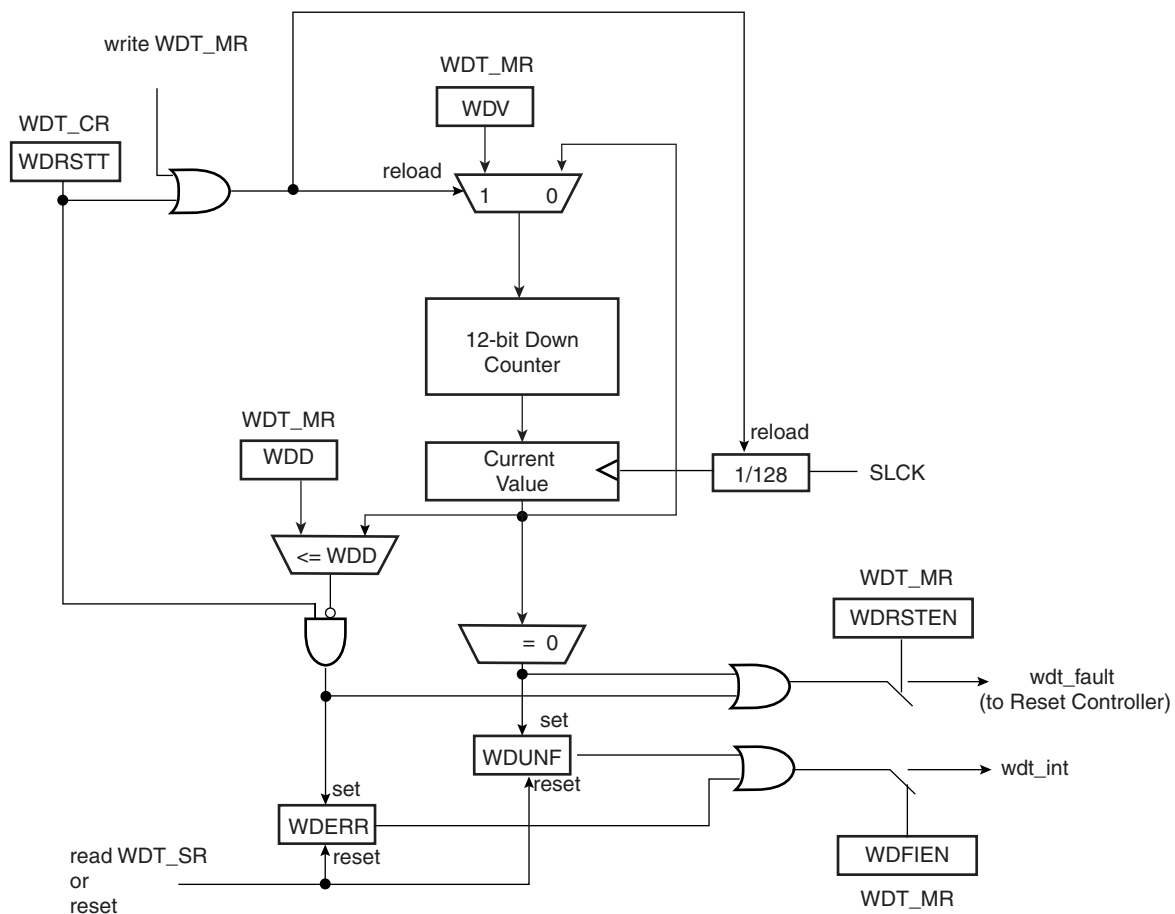 write WDT_MR
WDT_MR
WDV
WDT_CR
WDRSTT
reload
1 0
12-bit Down
Counter
WDT_MR
WDD
Current
Value
reload
1/128
SLCK
<= WDD
= 0
WDT_MR
WDRSTEN
wdt_fault
(to Reset Controller)
set
WDUNF
reset
wdt_int
set
WDERR
reset
read WDT_SR
or
reset
WDFIEN
WDT_MR